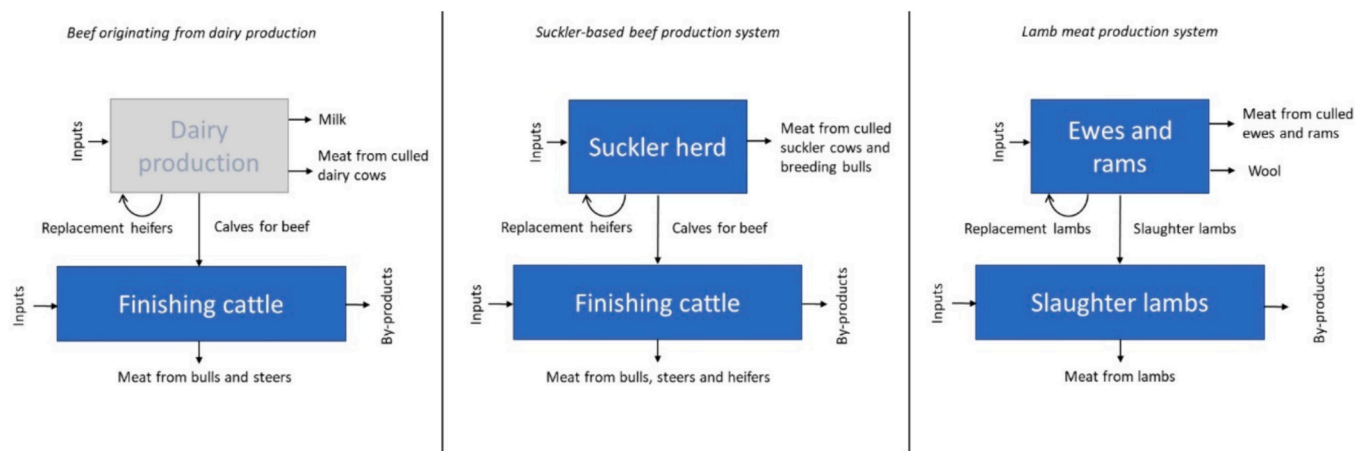 Beef originating from dairy production
Inputs
Dairy
production
Milk
Meat from culled
dairy cows
Replacement heifers
Calves for beef
Inputs
Finishing cattle
By-products
Meat from bulls and steers
Suckler-based beef production system
Inputs
Suckler herd
Meat from culled
suckler cows and
breeding bulls
Replacement heifers
Calves for beef
Inputs
Finishing cattle
By-products
Meat from bulls, steers and heifers
Lamb meat production system
Inputs
Ewes and
rams
Meat from culled
ewes and rams
Wool
Replacement lambs
Slaughter lambs
Inputs
Slaughter lambs
By-products
Meat from lambs